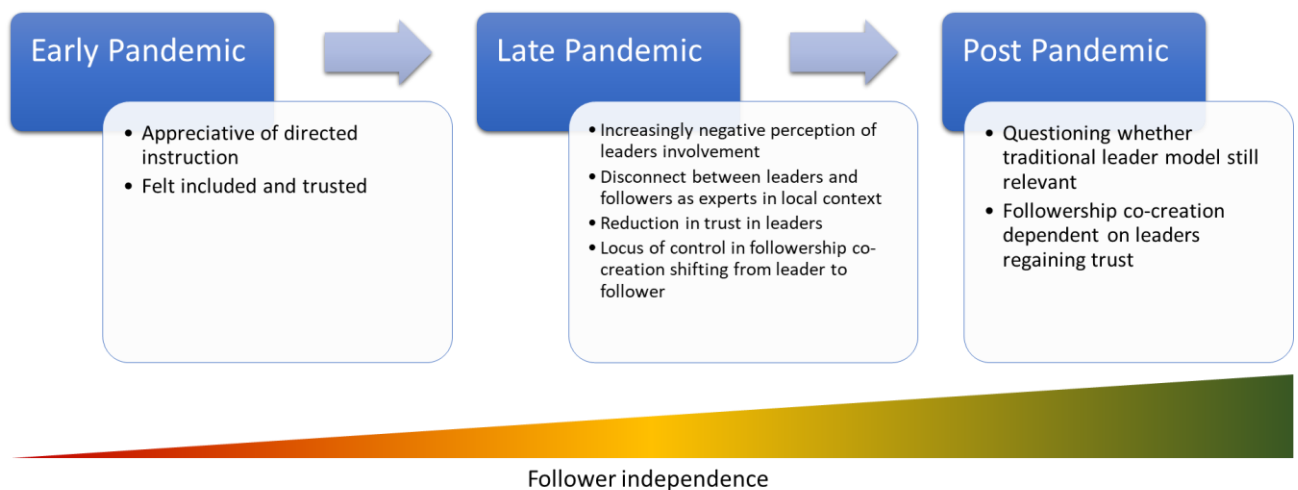 Early Pandemic
• Appreciative of directed
instruction
• Felt included and trusted
Late Pandemic
• Increasingly negative perception of
leaders involvement
• Disconnect between leaders and
followers as experts in local context
• Reduction in trust in leaders
• Locus of control in followership co-
creation shifting from leader to
follower
Post Pandemic
• Questioning whether
traditional leader model still
relevant
• Followership co-creation
dependent on leaders
regaining trust
Follower independence